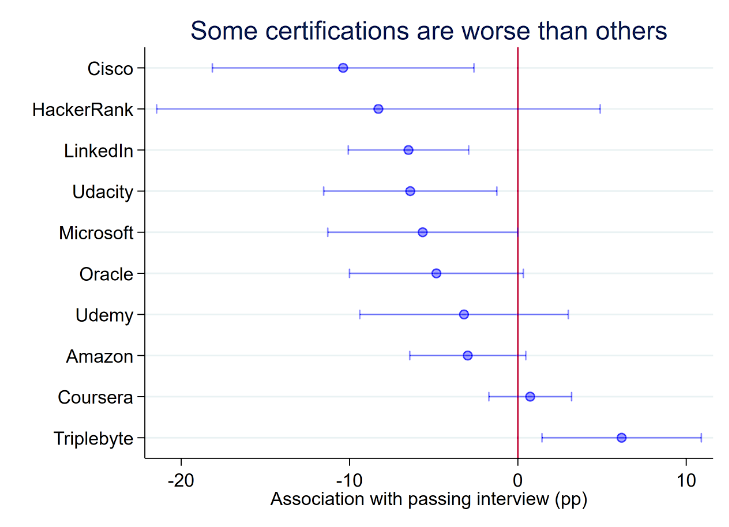 Some certifications are worse than others
Cisco
HackerRank
LinkedIn
Udacity
Microsoft
Oracle
Udemy
Amazon
Coursera
Triplebyte
-20 -10 0 10
Association with passing interview (pp)